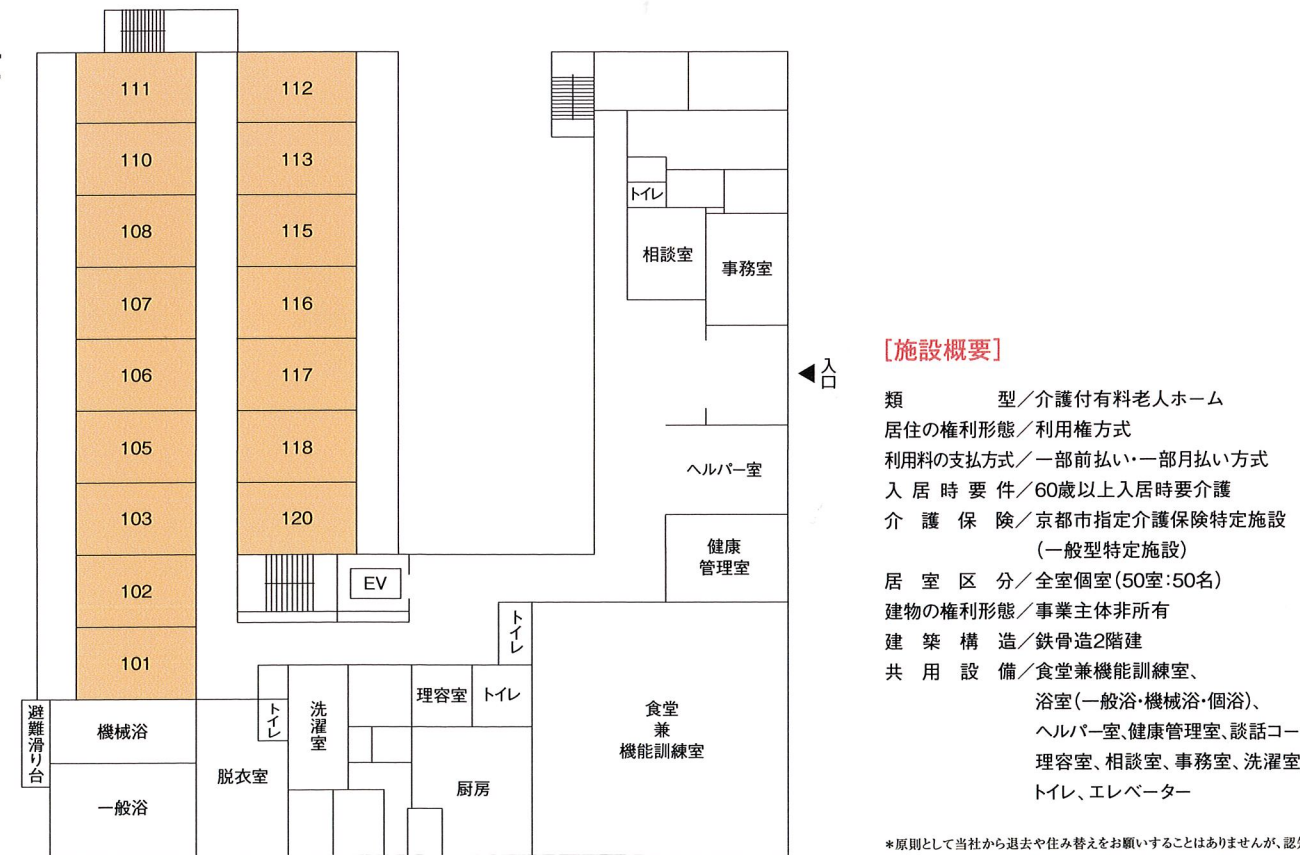 111
112
110
113
108
115
107
116
106
117
105
118
103
120
102
101
EV
トイレ
相談室
事務室
入口
ヘルパー室
健康
管理室
トイレ
理容室
トイレ
トイレ
洗濯室
避難滑り台
機械浴
一般浴
脱衣室
厨房
食堂
兼
機能訓練室
[施設概要]
類型/介護付有料老人ホーム
居住の権利形態/利用権方式
利用料の支払方式/一部前払い・一部月払い方式
入居時要件/60歳以上入居時要介護
介護保険/京都市指定介護保険特定施設
(一般型特定施設)
居室区分/全室個室(50室:50名)
建物の権利形態/事業主体非所有
建築構造/鉄骨造2階建
共用設備/食堂兼機能訓練室、
浴室(一般浴・機械浴・個浴)、
ヘルパー室、健康管理室、談話コー
理容室、相談室、事務室、洗濯室
トイレ、エレベーター
*原則として当社から退去や住み替えをお願いすることはありませんが、認